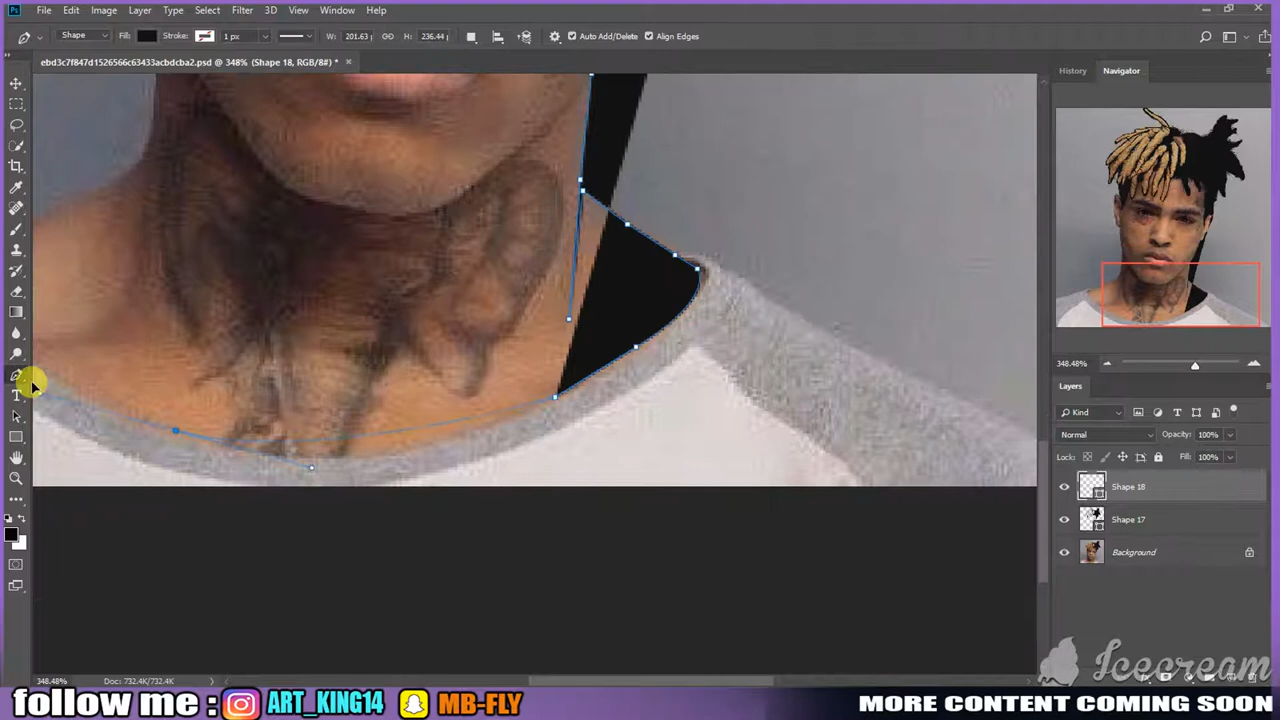 Ps File Edit Image Layer Type Select Filter 3D View Window Help
Shape Fill: Stroke: 1 px W: 201.63 p H: 236.44 p Auto Add/Delete Align Edges
ebd3c7f847d1526566c63433acbdcba2.psd @ 348% (Shape 18, RGB/8#) *
History Navigator
348.48%
Layers
Kind
Normal Opacity: 100%
Lock: Fill: 100%
Shape 18
Shape 17
Background
T
348.48% Doc: 732.4K/732.4K
Icecream
follow me : ART_KING14 MB-FLY MORE CONTENT COMING SOON